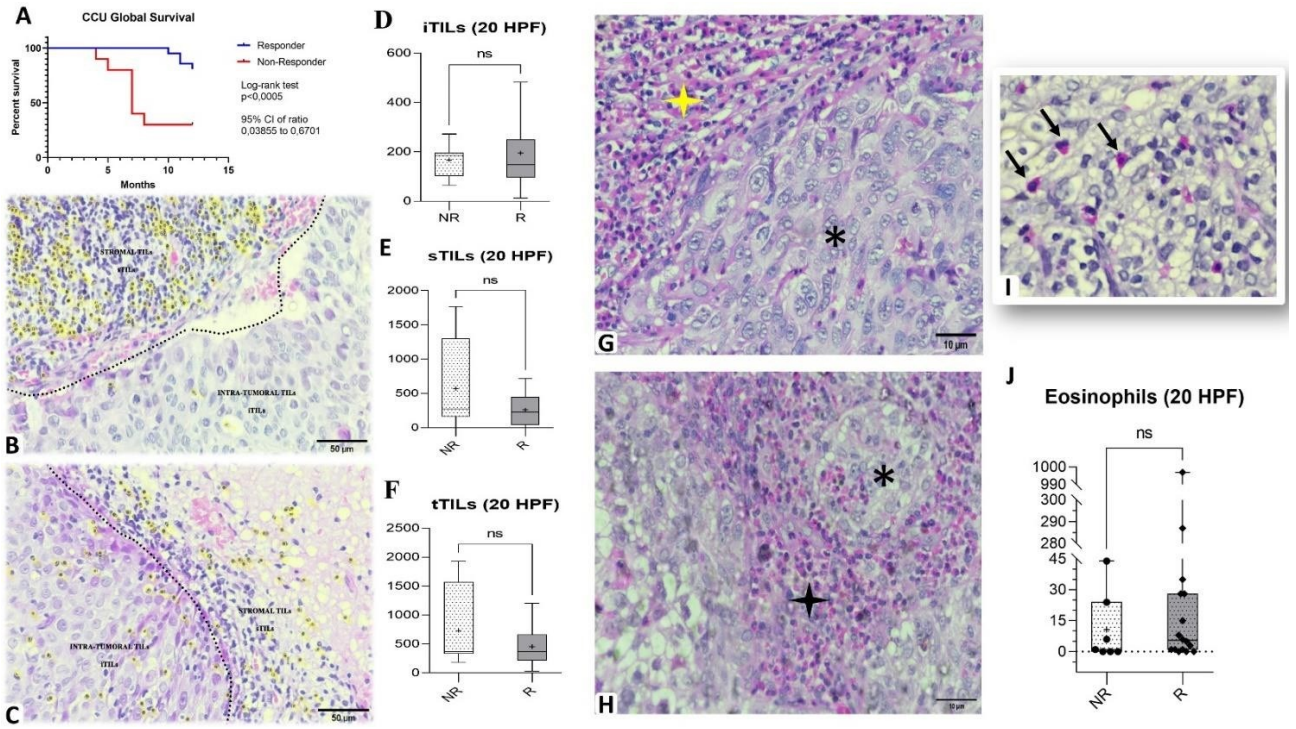 A
CCU Global Survival
Percent survival
100
50
0
0
5
10
15
Months
Responder
Non-Responder
Log-rank test
p<0,0005
95% CI of ratio
0,03855 to 0,6701
STROMAL TILs
sTILs
INTRA-TUMORAL TILs
iTILs
50 µm
B
STROMAL TILs
sTILs
INTRA-TUMORAL TILs
iTILs
50 µm
C
D
iTILs (20 HPF)
ns
600
400
200
0
NR
R
E
sTILs (20 HPF)
ns
2000
1500
1000
500
0
NR
R
F
tTILs (20 HPF)
ns
2500
2000
1500
1000
500
0
NR
R
*
G
10 µm
*
H
10 µm
I
J
Eosinophils (20 HPF)
ns
1000
990
300
290
280
45
30
15
0
NR
R